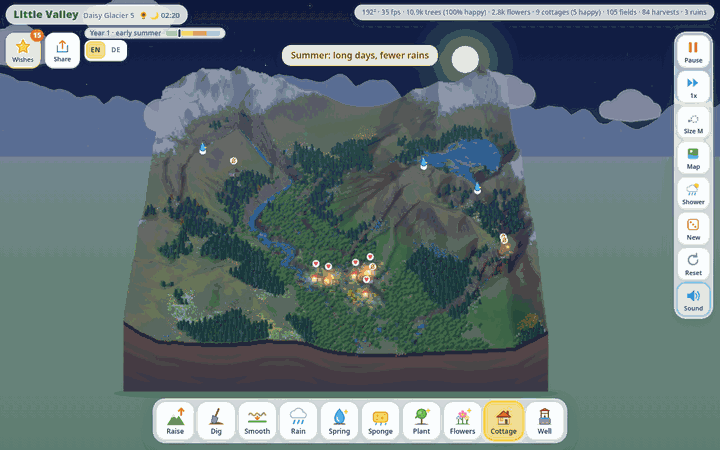 Little Valley Daisy Glacier 5 02:20
192² · 35 fps · 10.9k trees (100% happy) · 2.8k flowers · 9 cottages (5 happy) · 105 fields · 84 harvests · 3 ruins
Year 1 · early summer
15
Wishes
Share
EN DE
Summer: long days, fewer rains
Pause
1x
Size M
Map
Shower
New
Reset
Sound
Raise Dig Smooth Rain Spring Sponge Plant Flowers Cottage Well